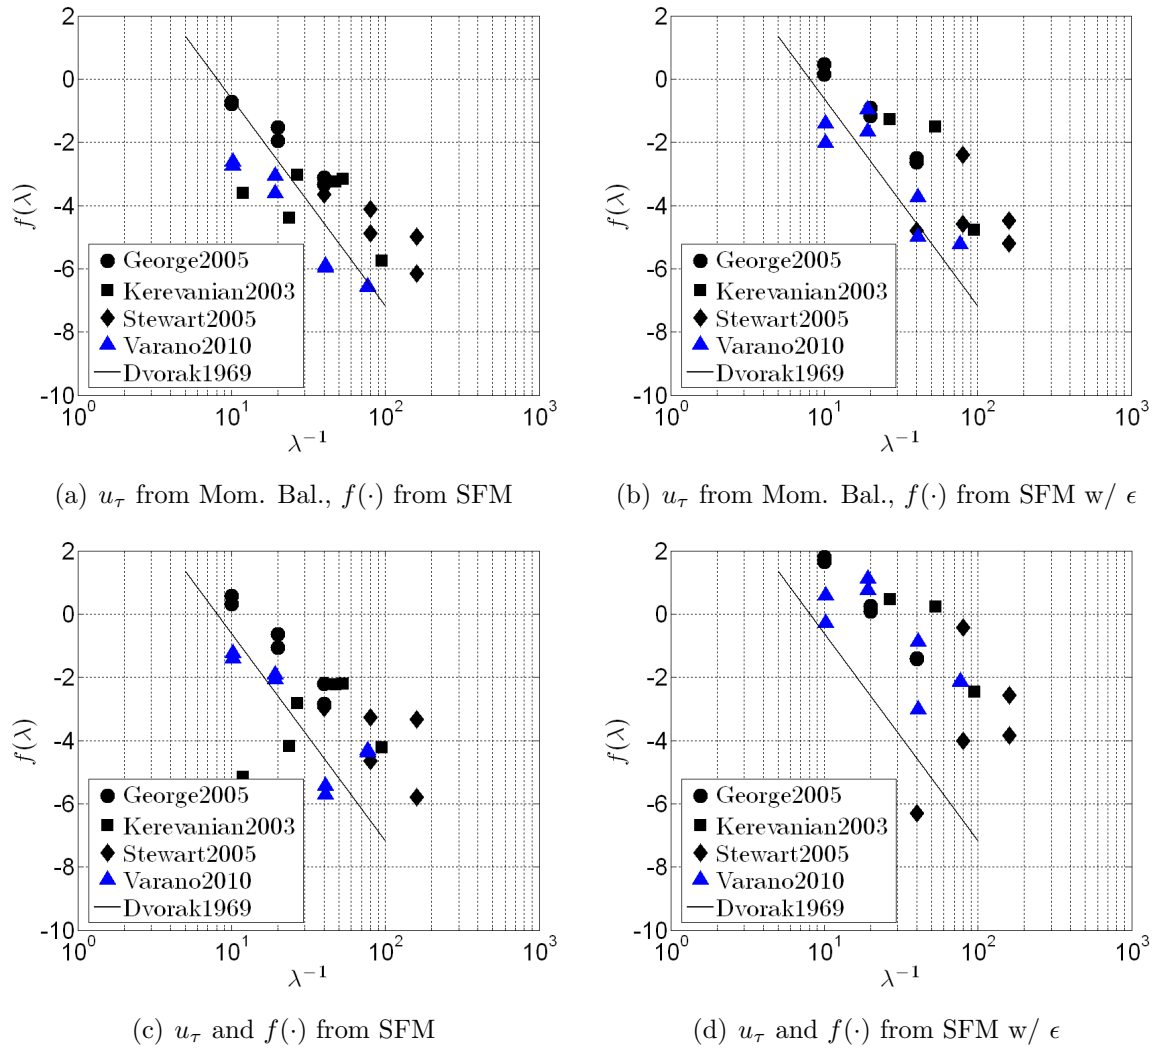 2
0
-2
-4
-6
-8
-10
f(λ)
George2005
Kerevanian2003
Stewart2005
Varano2010
Dvorak1969
10^0 10^1 10^2 10^3
λ^{-1}
(a) u_τ from Mom. Bal., f(·) from SFM
2
0
-2
-4
-6
-8
-10
f(λ)
George2005
Kerevanian2003
Stewart2005
Varano2010
Dvorak1969
10^0 10^1 10^2 10^3
λ^{-1}
(b) u_τ from Mom. Bal., f(·) from SFM w/ ϵ
2
0
-2
-4
-6
-8
-10
f(λ)
George2005
Kerevanian2003
Stewart2005
Varano2010
Dvorak1969
10^0 10^1 10^2 10^3
λ^{-1}
(c) u_τ and f(·) from SFM
2
0
-2
-4
-6
-8
-10
f(λ)
George2005
Kerevanian2003
Stewart2005
Varano2010
Dvorak1969
10^0 10^1 10^2 10^3
λ^{-1}
(d) u_τ and f(·) from SFM w/ ϵ